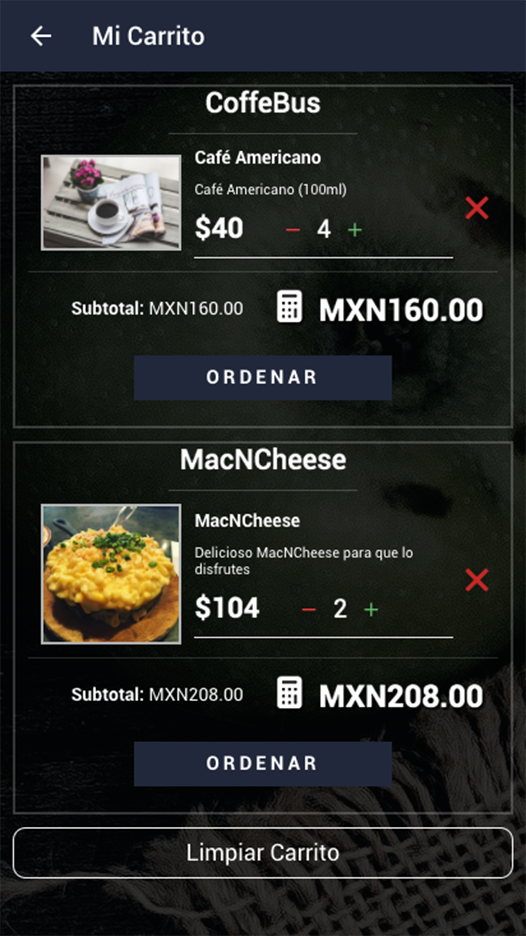 Mi Carrito
CoffeBus
Café Americano
Café Americano (100ml)
$40 − 4 +
Subtotal: MXN160.00 MXN160.00
ORDENAR
MacNCheese
MacNCheese
Delicioso MacNCheese para que lo
disfrutes
$104 − 2 +
Subtotal: MXN208.00 MXN208.00
ORDENAR
Limpiar Carrito